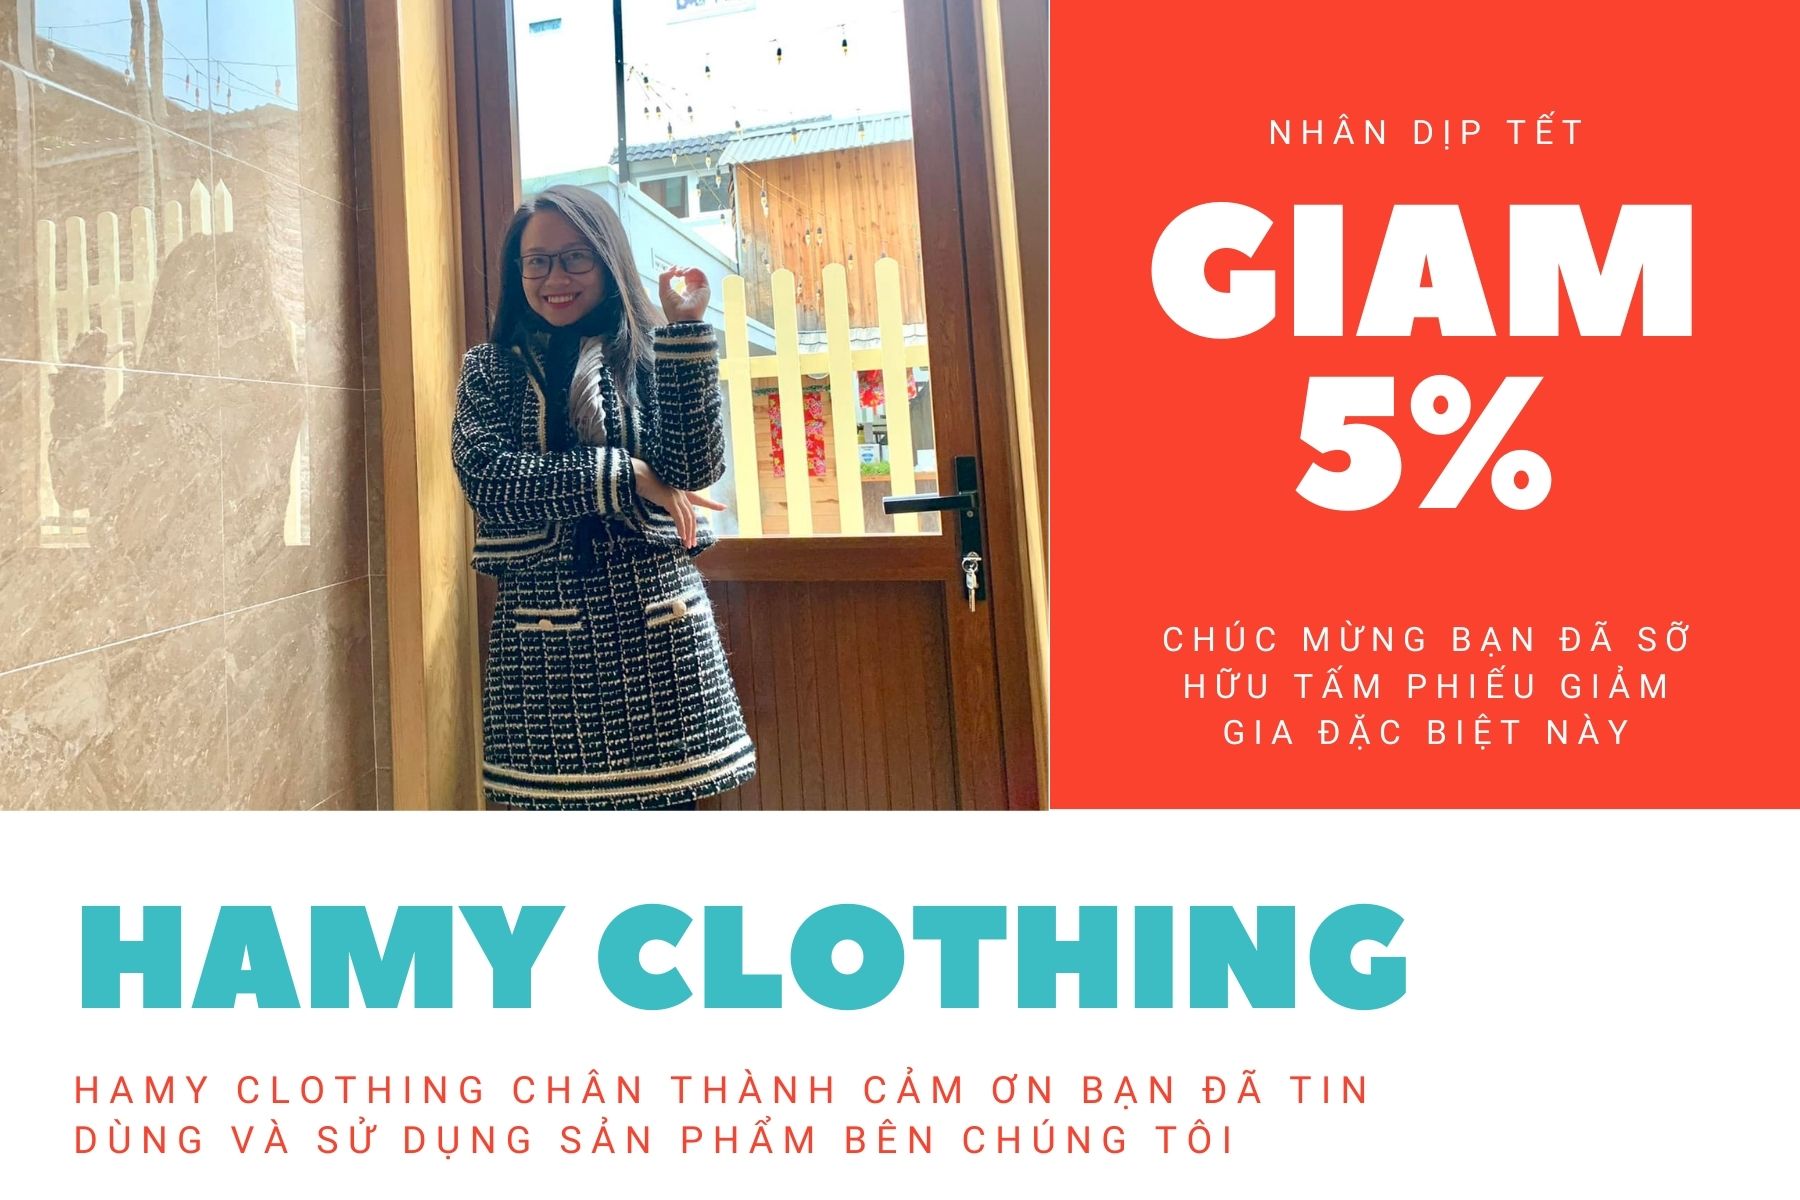 NHÂN DỊP TẾT
GIAM
5%
CHÚC MỪNG BẠN ĐÃ SỠ
HỮU TẤM PHIẾU GIẢM
GIA ĐẶC BIỆT NÀY
HAMY CLOTHING
HAMY CLOTHING CHÂN THÀNH CẢM ƠN BẠN ĐÃ TIN
DÙNG VÀ SỬ DỤNG SẢN PHẨM BÊN CHÚNG TÔI